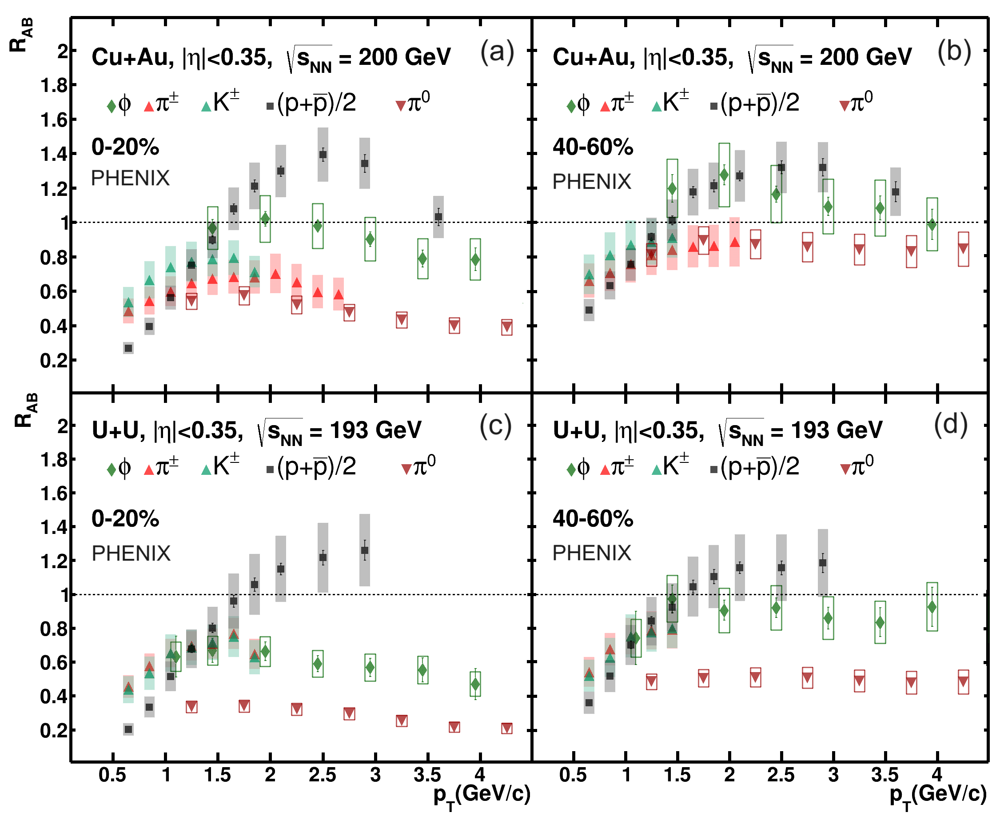 R_AB
2
1.8
1.6
1.4
1.2
1
0.8
0.6
0.4
0.2
Cu+Au, |η|<0.35, √s_NN = 200 GeV (a)
ϕ π± K± (p+p̅)/2 π⁰
0-20%
PHENIX
Cu+Au, |η|<0.35, √s_NN = 200 GeV (b)
ϕ π± K± (p+p̅)/2 π⁰
40-60%
PHENIX
R_AB
2
1.8
1.6
1.4
1.2
1
0.8
0.6
0.4
0.2
U+U, |η|<0.35, √s_NN = 193 GeV (c)
ϕ π± K± (p+p̅)/2 π⁰
0-20%
PHENIX
U+U, |η|<0.35, √s_NN = 193 GeV (d)
ϕ π± K± (p+p̅)/2 π⁰
40-60%
PHENIX
0.5 1 1.5 2 2.5 3 3.5 4
p_T(GeV/c)
0.5 1 1.5 2 2.5 3 3.5 4
p_T(GeV/c)